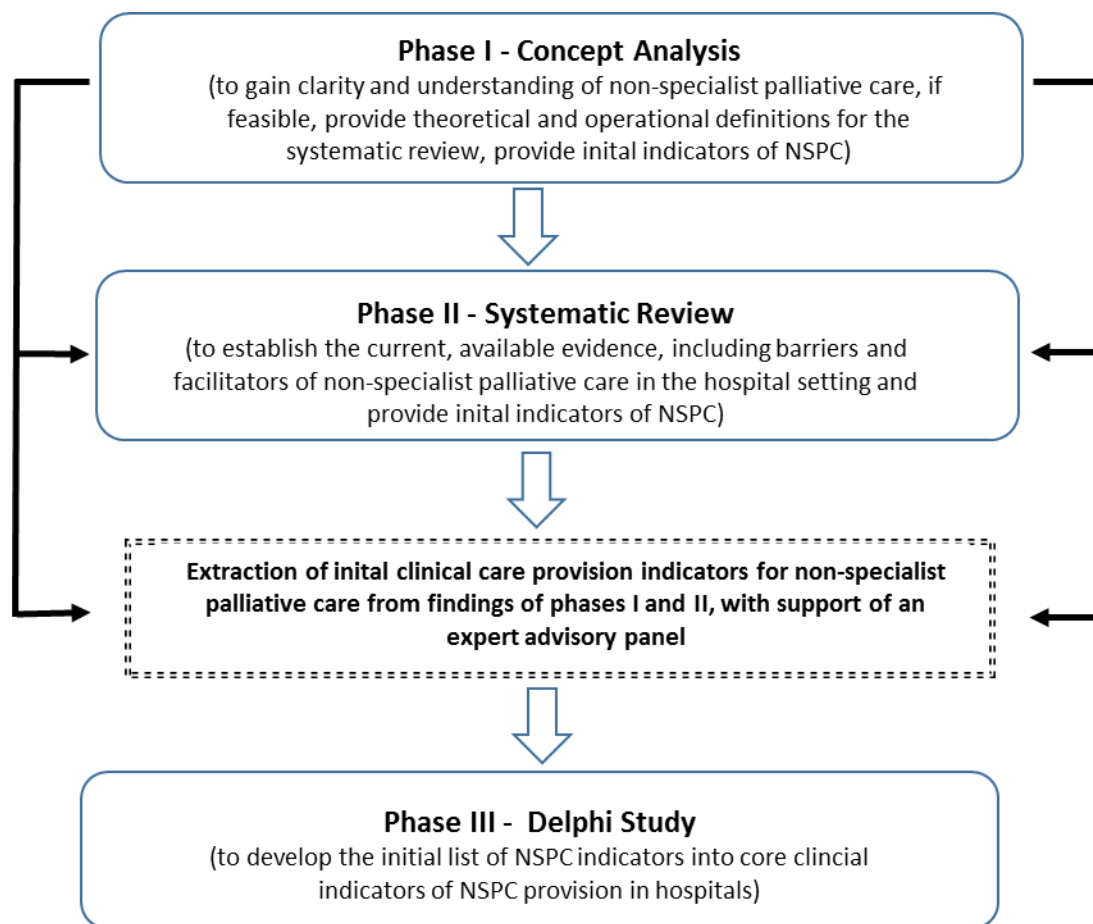 Phase I - Concept Analysis
(to gain clarity and understanding of non-specialist palliative care, if
feasible, provide theoretical and operational definitions for the
systematic review, provide inital indicators of NSPC)
Phase II - Systematic Review
(to establish the current, available evidence, including barriers and
facilitators of non-specialist palliative care in the hospital setting and
provide inital indicators of NSPC)
Extraction of inital clinical care provision indicators for non-specialist
palliative care from findings of phases I and II, with support of an
expert advisory panel
Phase III - Delphi Study
(to develop the initial list of NSPC indicators into core clincial
indicators of NSPC provision in hospitals)